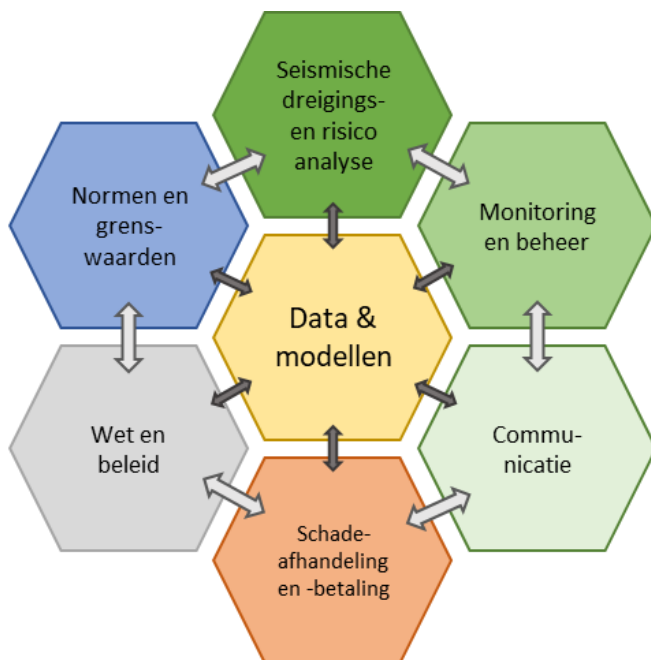 Seismische
dreigings-
en risico
analyse
Normen en
grens-
waarden
Monitoring
en beheer
Data &
modellen
Wet en
beleid
Commu-
nicatie
Schade-
afhandeling
en -betaling